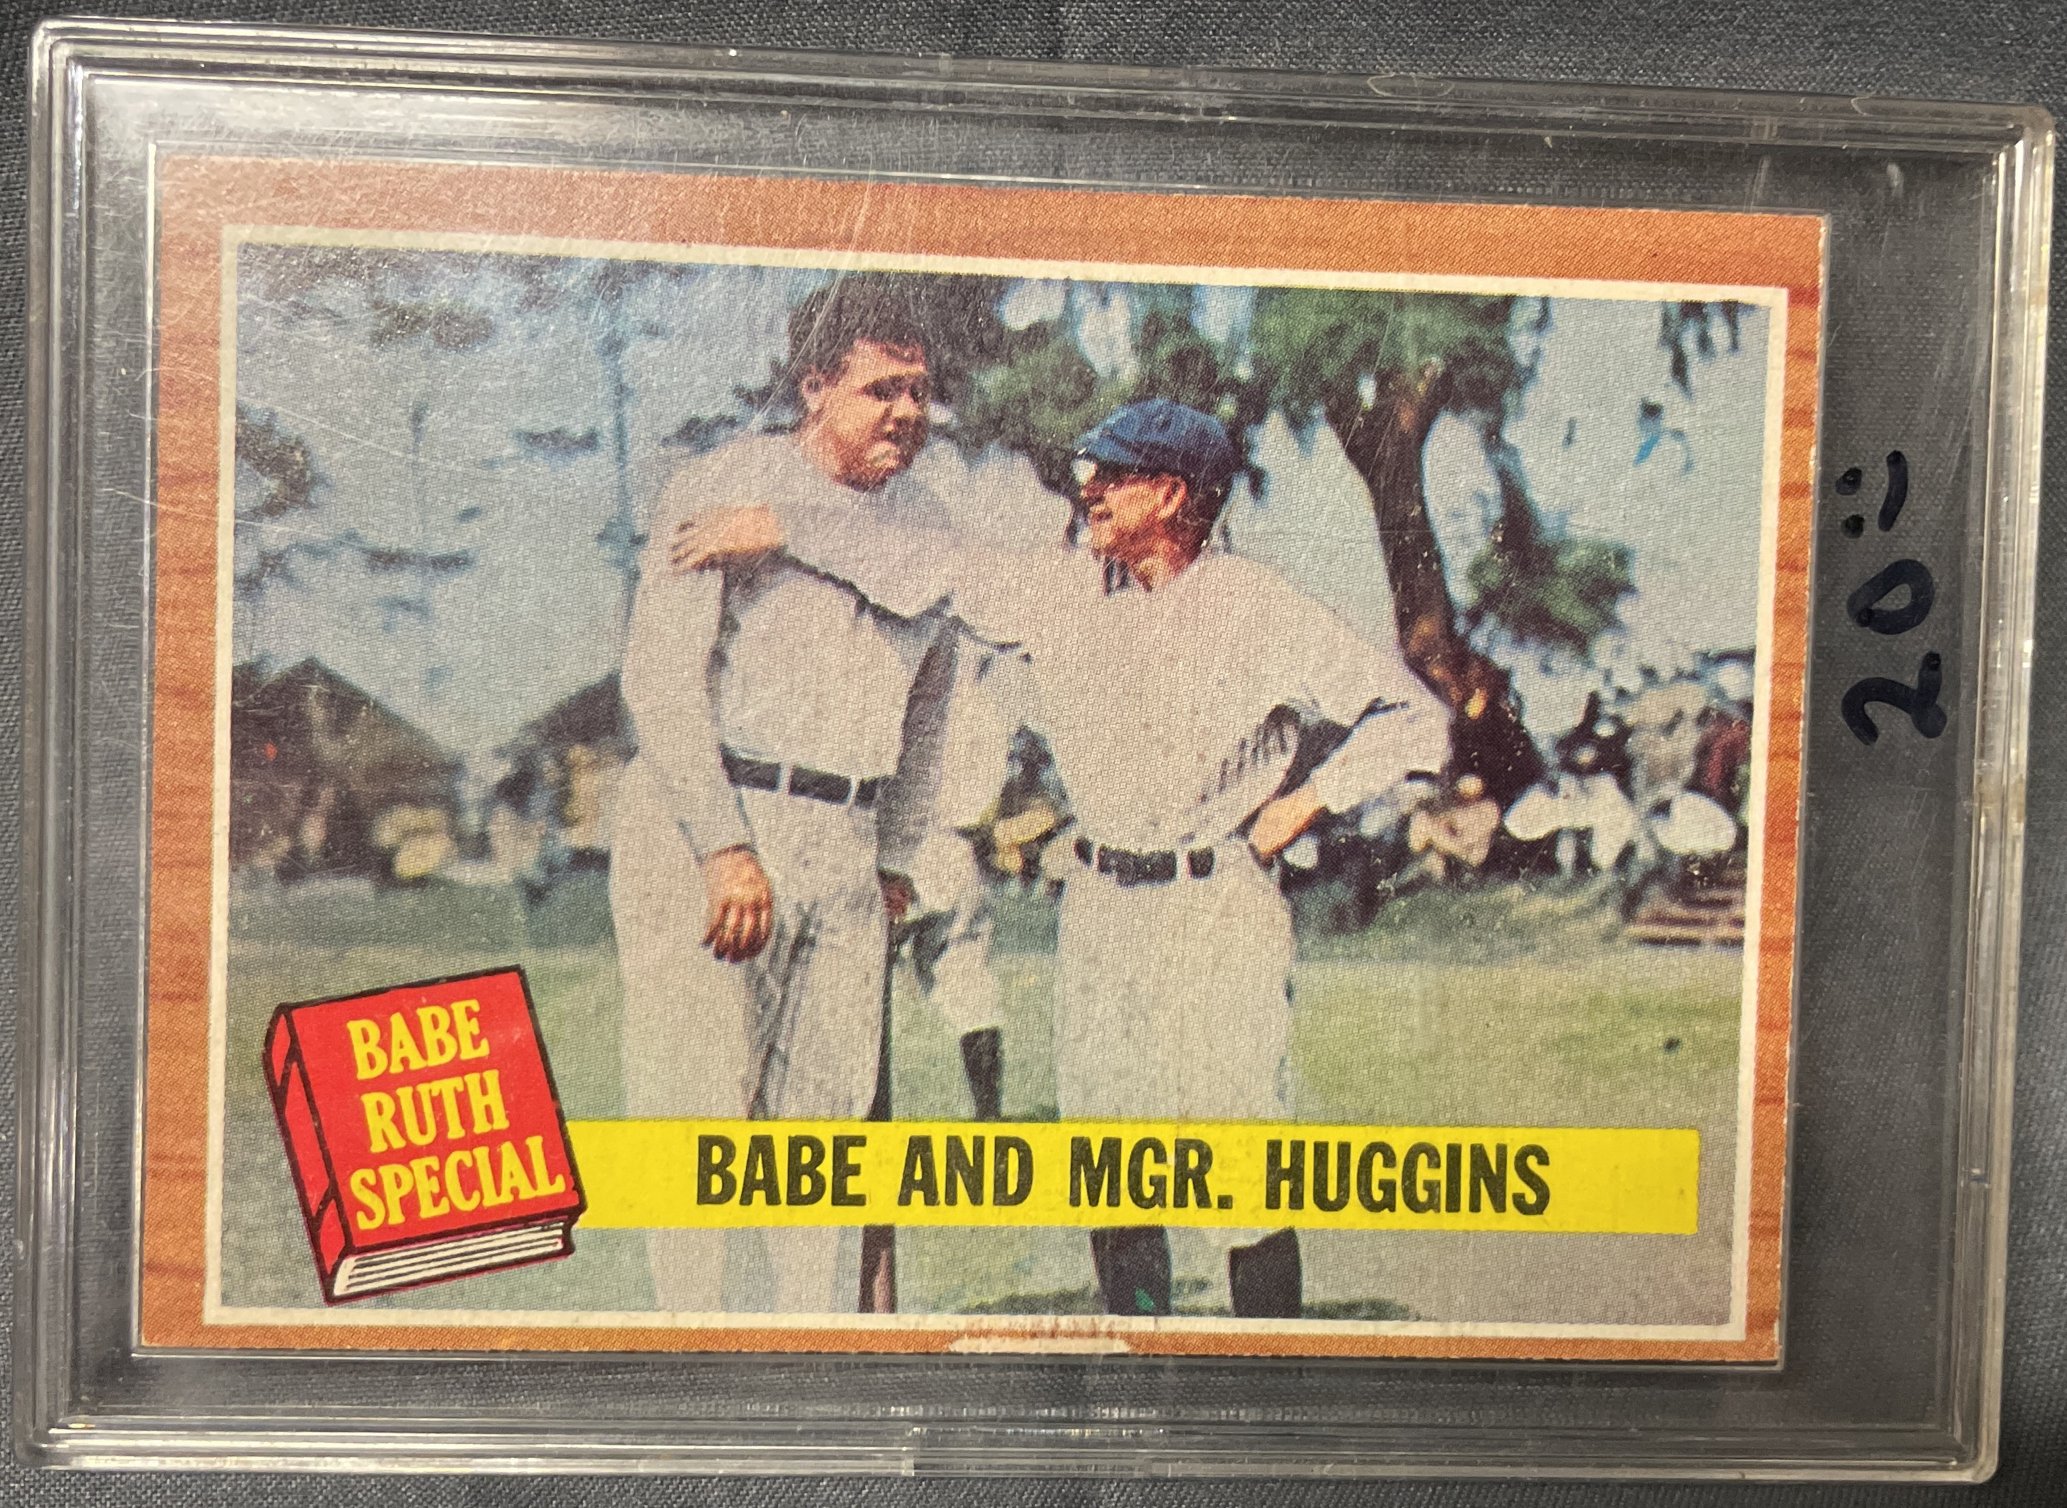 BABE
RUTH
SPECIAL
BABE AND MGR. HUGGINS
20:-